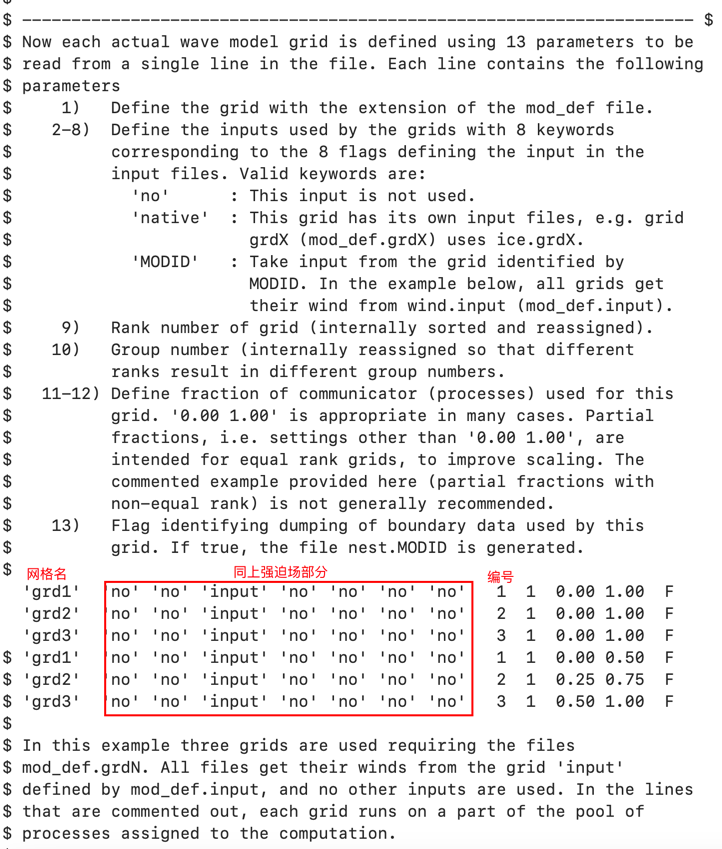 $
$ -------------------------------------------------------------------- $
$ Now each actual wave model grid is defined using 13 parameters to be
$ read from a single line in the file. Each line contains the following
$ parameters
$     1)   Define the grid with the extension of the mod_def file.
$    2-8)  Define the inputs used by the grids with 8 keywords
$          corresponding to the 8 flags defining the input in the
$          input files. Valid keywords are:
$            'no'      : This input is not used.
$            'native'  : This grid has its own input files, e.g. grid
$                        grdX (mod_def.grdX) uses ice.grdX.
$            'MODID'   : Take input from the grid identified by
$                        MODID. In the example below, all grids get
$                        their wind from wind.input (mod_def.input).
$     9)   Rank number of grid (internally sorted and reassigned).
$    10)   Group number (internally reassigned so that different
$          ranks result in different group numbers.
$   11-12) Define fraction of communicator (processes) used for this
$          grid. '0.00 1.00' is appropriate in many cases. Partial
$          fractions, i.e. settings other than '0.00 1.00', are
$          intended for equal rank grids, to improve scaling. The
$          commented example provided here (partial fractions with
$          non-equal rank) is not generally recommended.
$    13)   Flag identifying dumping of boundary data used by this
$          grid. If true, the file nest.MODID is generated.
$
网格名 同上强迫场部分 编号
  'grd1'   'no' 'no' 'input' 'no' 'no' 'no' 'no'   1  1  0.00 1.00  F
  'grd2'   'no' 'no' 'input' 'no' 'no' 'no' 'no'   2  1  0.00 1.00  F
  'grd3'   'no' 'no' 'input' 'no' 'no' 'no' 'no'   3  1  0.00 1.00  F
$ 'grd1'   'no' 'no' 'input' 'no' 'no' 'no' 'no'   1  1  0.00 0.50  F
$ 'grd2'   'no' 'no' 'input' 'no' 'no' 'no' 'no'   2  1  0.25 0.75  F
$ 'grd3'   'no' 'no' 'input' 'no' 'no' 'no' 'no'   3  1  0.50 1.00  F
$
$ In this example three grids are used requiring the files
$ mod_def.grdN. All files get their winds from the grid 'input'
$ defined by mod_def.input, and no other inputs are used. In the lines
$ that are commented out, each grid runs on a part of the pool of
$ processes assigned to the computation.